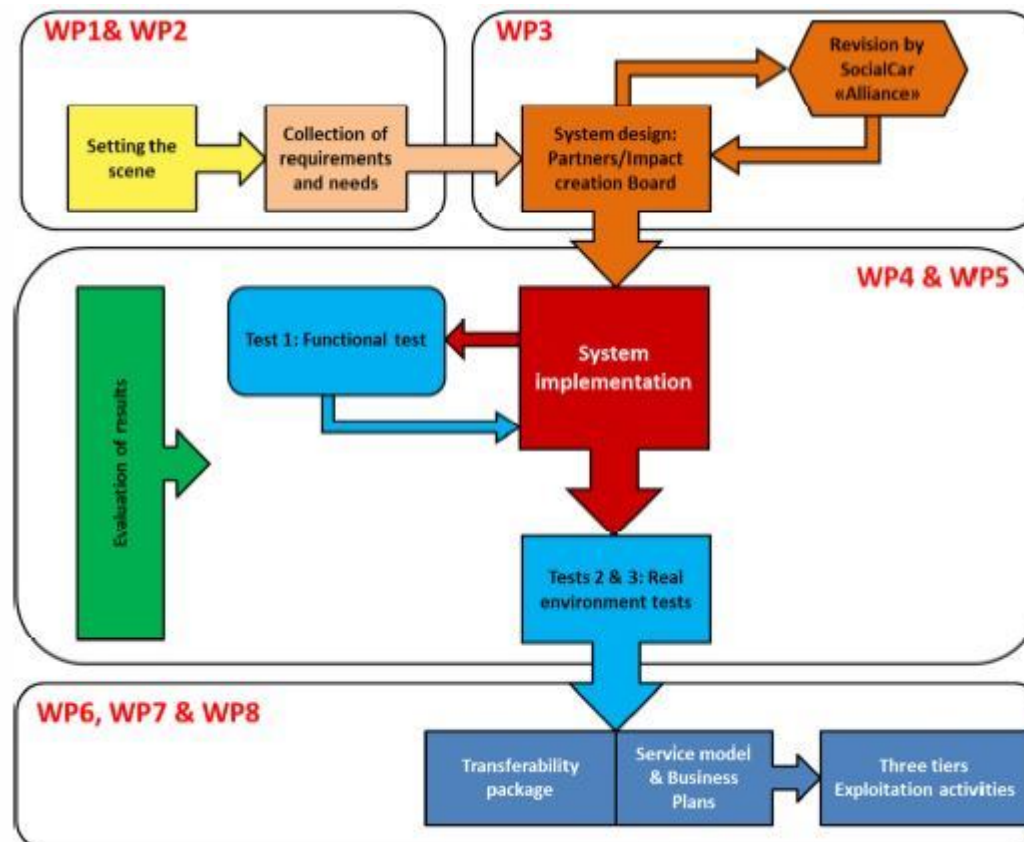 WP1& WP2
Setting the
scene
Collection of
requirements
and needs
WP3
System design:
Partners/Impact
creation Board
Revision by
SocialCar
«Alliance»
WP4 & WP5
Evaluation of results
Test 1: Functional test
System
implementation
Tests 2 & 3: Real
environment tests
WP6, WP7 & WP8
Transferability
package
Service model
& Business
Plans
Three tiers
Exploitation activities